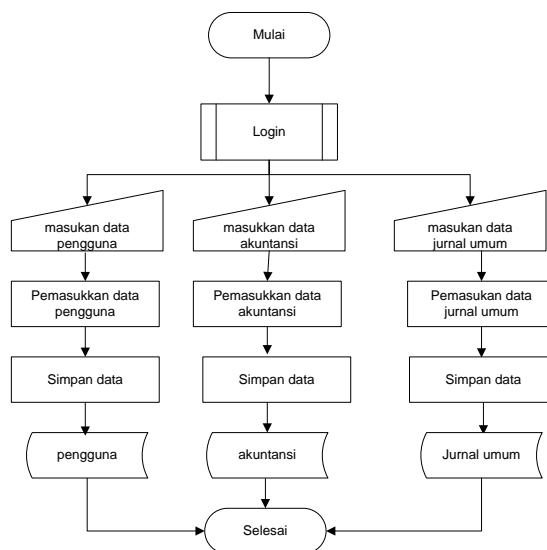 Mulai
Login
masukan data
pengguna
masukkan data
akuntansi
masukan data
jurnal umum
Pemasukkan data
pengguna
Pemasukkan data
akuntansi
Pemasukan data
jurnal umum
Simpan data
Simpan data
Simpan data
pengguna
akuntansi
Jurnal umum
Selesai